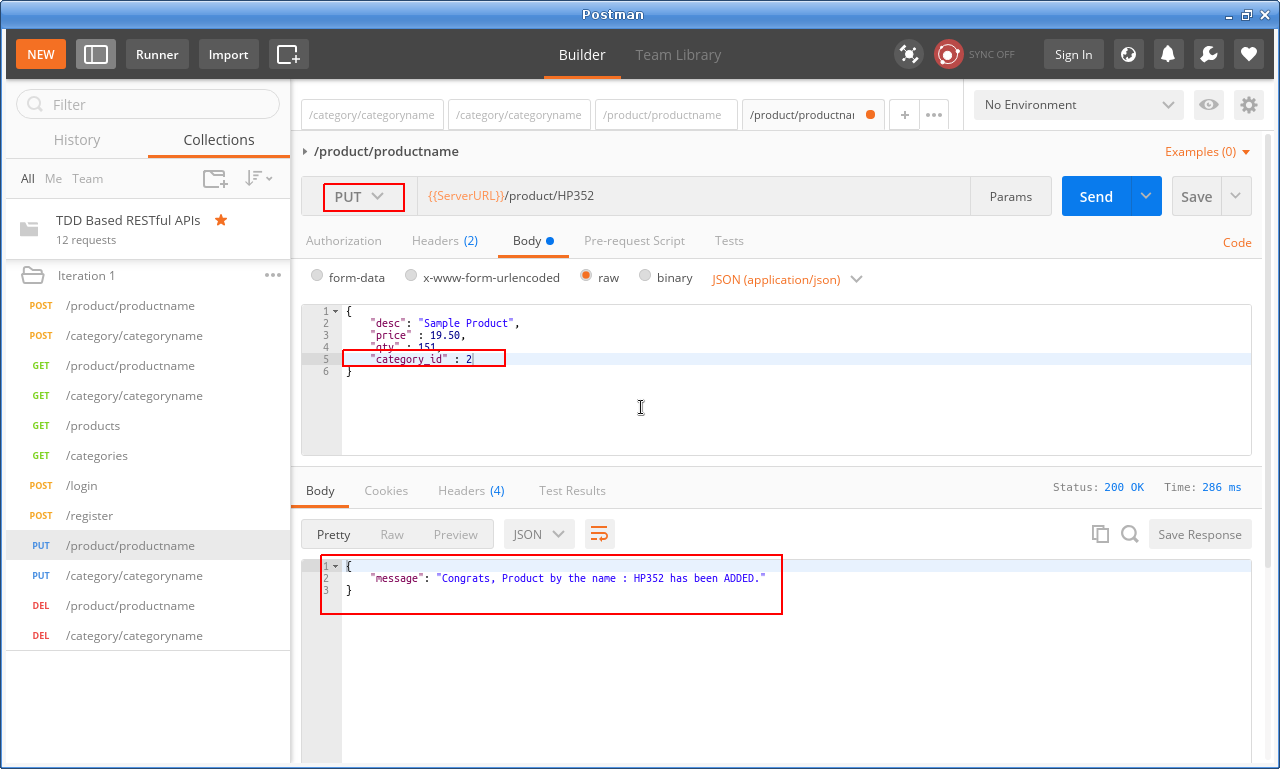 Postman
NEW
Runner
Import
Builder
Team Library
SYNC OFF
Sign In
Filter
History
Collections
All
Me
Team
TDD Based RESTful APIs
12 requests
Iteration 1
POST /product/productname
POST /category/categoryname
GET /product/productname
GET /category/categoryname
GET /products
GET /categories
POST /login
POST /register
PUT /product/productname
PUT /category/categoryname
DEL /product/productname
DEL /category/categoryname
/category/categoryname
/category/categoryname
/product/productname
/product/productnar
No Environment
/product/productname
Examples (0)
PUT
{{ServerURL}}/product/HP352
Params
Send
Save
Authorization
Headers (2)
Body
Pre-request Script
Tests
Code
form-data
x-www-form-urlencoded
raw
binary
JSON (application/json)
1 {
2 "desc": "Sample Product",
3 "price" : 19.50,
4 "qty" : 151,
5 "category_id" : 2
6 }
Body
Cookies
Headers (4)
Test Results
Status: 200 OK
Time: 286 ms
Pretty
Raw
Preview
JSON
Save Response
1 {
2 "message": "Congrats, Product by the name : HP352 has been ADDED."
3 }